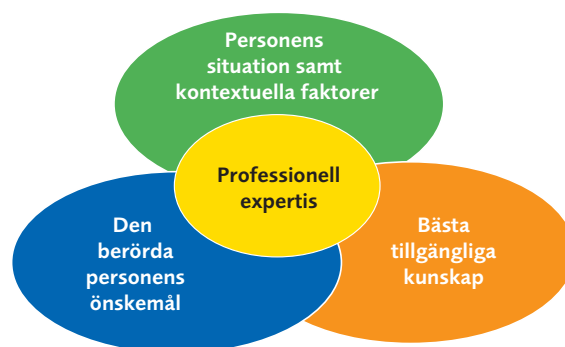 Personens
situation samt
kontextuella faktorer
Professionell
expertis
Den
berörda
personens
önskemål
Bästa
tillgängliga
kunskap